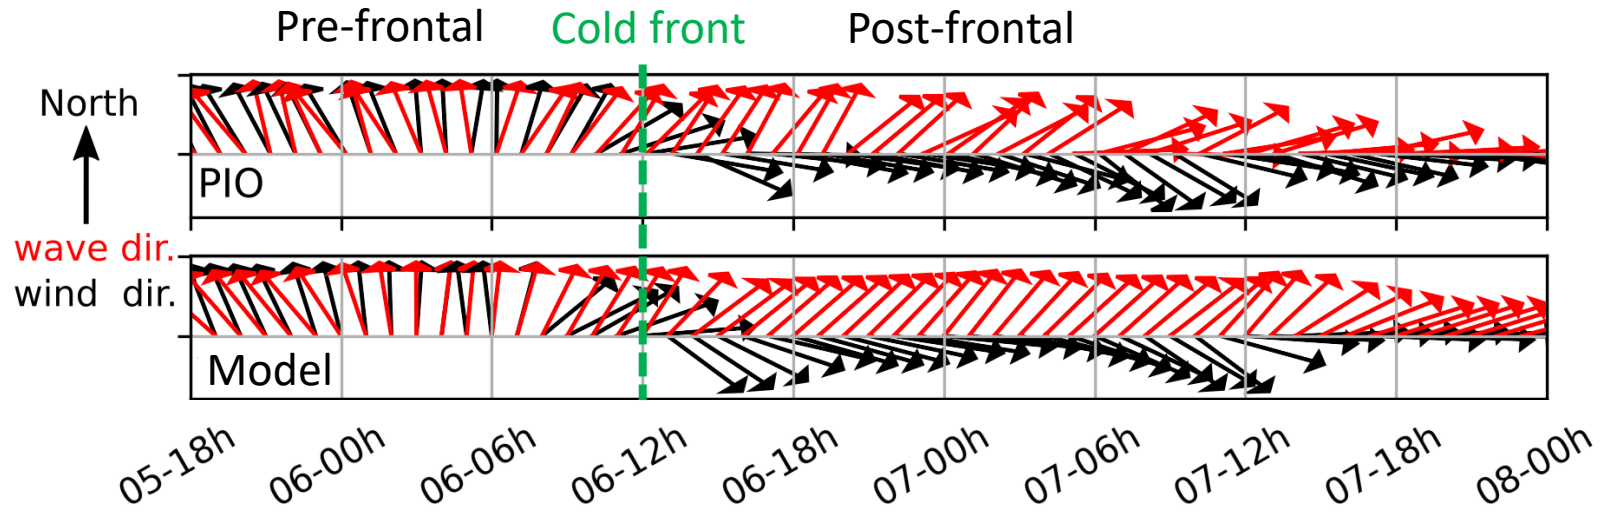 Pre-frontal Cold front Post-frontal
North
PIO
wave dir.
wind dir.
Model
05-18h 06-00h 06-06h 06-12h 06-18h 07-00h 07-06h 07-12h 07-18h 08-00h